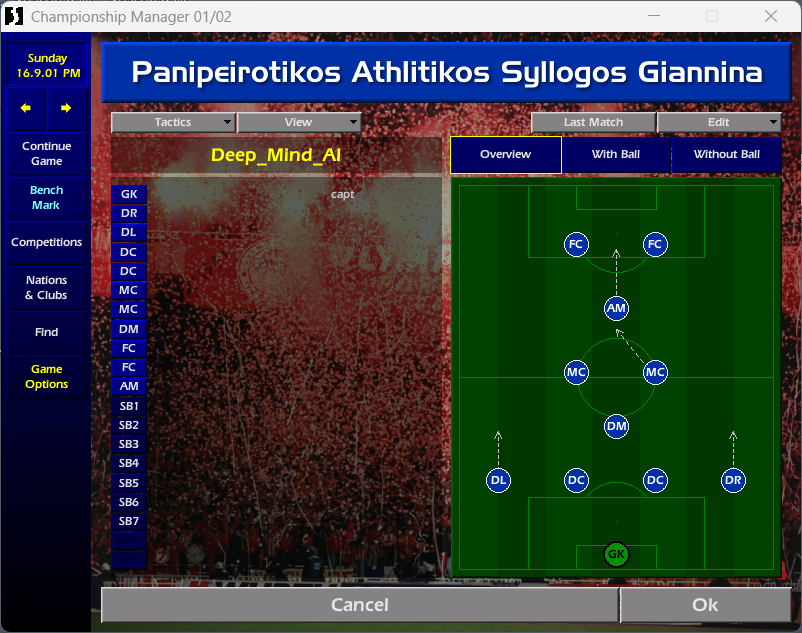 Championship Manager 01/02
Sunday
16.9.01 PM
Continue
Game
Bench
Mark
Competitions
Nations
& Clubs
Find
Game
Options
Panipeirotikos Athlitikos Syllogos Giannina
Tactics
View
Last Match
Edit
Deep_Mind_AI
Overview
With Ball
Without Ball
GK capt
DR
DL
DC
DC
MC
MC
DM
FC
FC
AM
SB1
SB2
SB3
SB4
SB5
SB6
SB7
FC FC
AM
MC MC
DM
DL DC DC DR
GK
Cancel
Ok